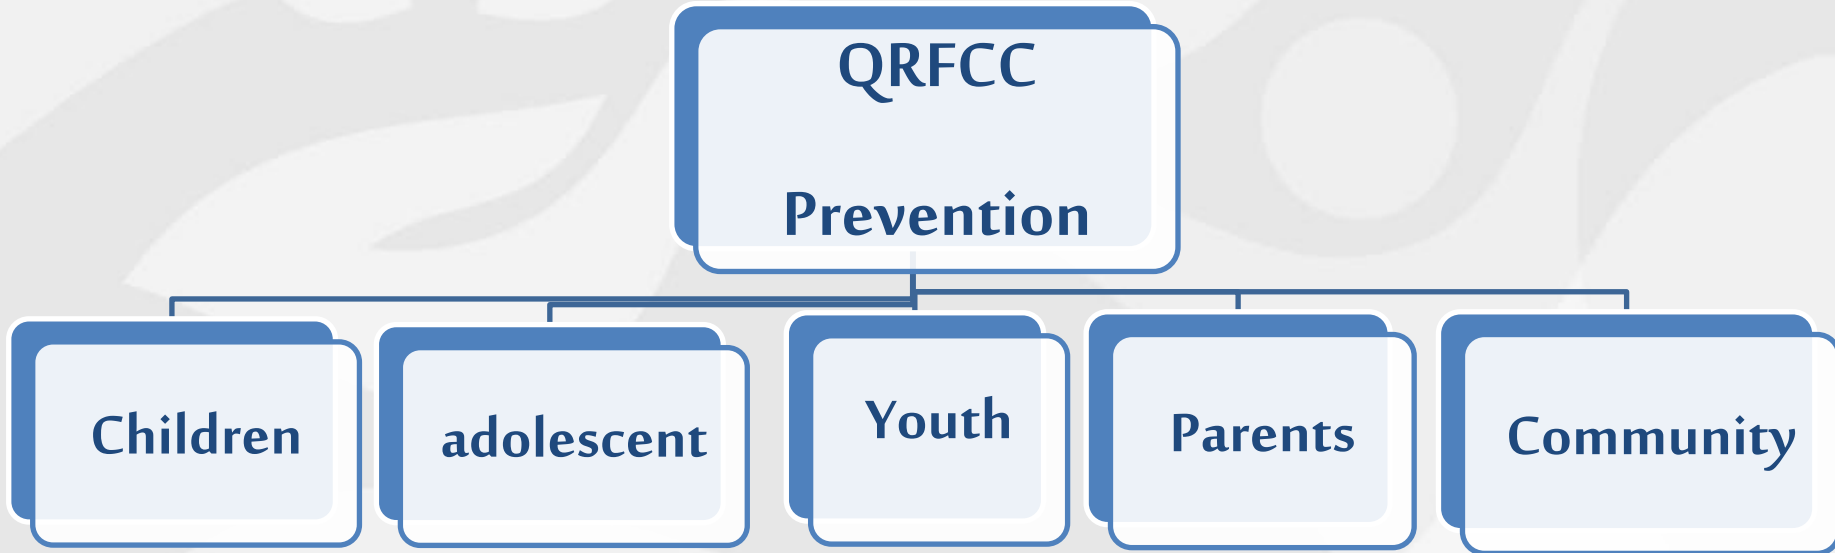 QRFCC
Prevention
Children
adolescent
Youth
Parents
Community